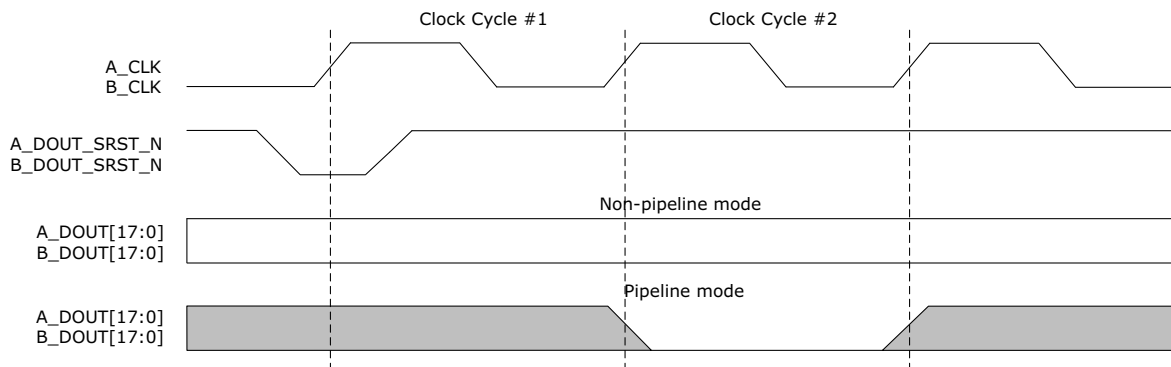 Clock Cycle #1
Clock Cycle #2
A_CLK
B_CLK
A_DOUT_SRST_N
B_DOUT_SRST_N
Non-pipeline mode
A_DOUT[17:0]
B_DOUT[17:0]
Pipeline mode
A_DOUT[17:0]
B_DOUT[17:0]